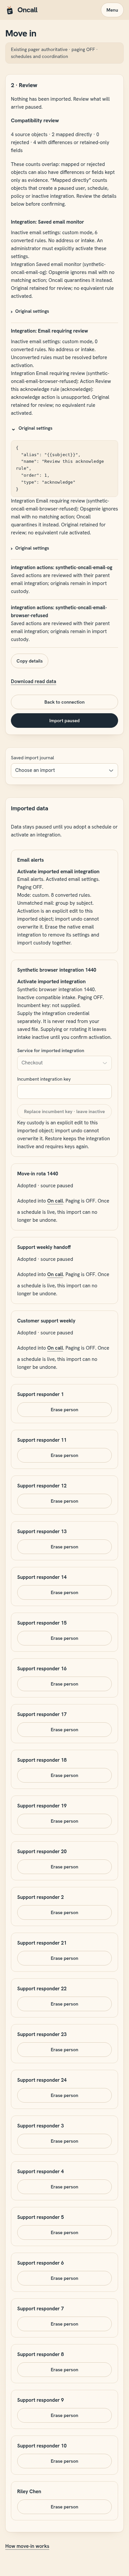 Oncall
Menu
Move in
Existing pager authoritative · paging OFF ·
schedules and coordination
2 · Review
Nothing has been imported. Review what will
arrive paused.
Compatibility review
4 source objects · 2 mapped directly · 0
rejected · 4 with differences or retained-only
fields
These counts overlap: mapped or rejected
objects can also have differences or fields kept
only as evidence. “Mapped directly” counts
objects that create a paused user, schedule,
policy or integration. Review the details below
before confirming.
Integration: Saved email monitor
Inactive email settings: custom mode, 6
converted rules. No address or intake. An
administrator must explicitly activate these
settings.
Integration Saved email monitor (synthetic-
oncall-email-og): Opsgenie ignores mail with no
matching action; Oncall quarantines it instead.
Original retained for review; no equivalent rule
activated.
Original settings
Integration: Email requiring review
Inactive email settings: custom mode, 0
converted rules. No address or intake.
Unconverted rules must be resolved before
activation.
Integration Email requiring review (synthetic-
oncall-email-browser-refused): Action Review
this acknowledge rule (acknowledge):
acknowledge action is unsupported. Original
retained for review; no equivalent rule
activated.
Original settings
{
"alias": "{{subject}}",
"name": "Review this acknowledge
rule",
"order": 1,
"type": "acknowledge"
}
Integration Email requiring review (synthetic-
oncall-email-browser-refused): Opsgenie ignores
mail with no matching action; Oncall
quarantines it instead. Original retained for
review; no equivalent rule activated.
Original settings
integration actions: synthetic-oncall-email-og
Saved actions are reviewed with their parent
email integration; originals remain in import
custody.
integration actions: synthetic-oncall-email-
browser-refused
Saved actions are reviewed with their parent
email integration; originals remain in import
custody.
Copy details
Download read data
Back to connection
Import paused
Saved import journal
Choose an import
Imported data
Data stays paused until you adopt a schedule or
activate an integration.
Email alerts
Activate imported email integration
Email alerts. Activated email settings.
Paging OFF.
Mode: custom. 8 converted rules.
Unmatched mail: group by subject.
Activation is an explicit edit to this
imported object; import undo cannot
overwrite it. Erase the native email
integration to remove its settings and
import custody together.
Synthetic browser integration 1440
Activate imported integration
Synthetic browser integration 1440.
Inactive compatible intake. Paging OFF.
Incumbent key: not supplied.
Supply the integration credential
separately. It is never read from your
saved file. Supplying or rotating it leaves
intake inactive until you confirm activation.
Service for imported integration
Checkout
Incumbent integration key
Replace incumbent key · leave inactive
Key custody is an explicit edit to this
imported object; import undo cannot
overwrite it. Restore keeps the integration
inactive and requires keys again.
Move-in rota 1440
Adopted · source paused
Adopted into On call. Paging is OFF. Once
a schedule is live, this import can no
longer be undone.
Support weekly handoff
Adopted · source paused
Adopted into On call. Paging is OFF. Once
a schedule is live, this import can no
longer be undone.
Customer support weekly
Adopted · source paused
Adopted into On call. Paging is OFF. Once
a schedule is live, this import can no
longer be undone.
Support responder 1
Erase person
Support responder 11
Erase person
Support responder 12
Erase person
Support responder 13
Erase person
Support responder 14
Erase person
Support responder 15
Erase person
Support responder 16
Erase person
Support responder 17
Erase person
Support responder 18
Erase person
Support responder 19
Erase person
Support responder 20
Erase person
Support responder 2
Erase person
Support responder 21
Erase person
Support responder 22
Erase person
Support responder 23
Erase person
Support responder 24
Erase person
Support responder 3
Erase person
Support responder 4
Erase person
Support responder 5
Erase person
Support responder 6
Erase person
Support responder 7
Erase person
Support responder 8
Erase person
Support responder 9
Erase person
Support responder 10
Erase person
Riley Chen
Erase person
How move-in works